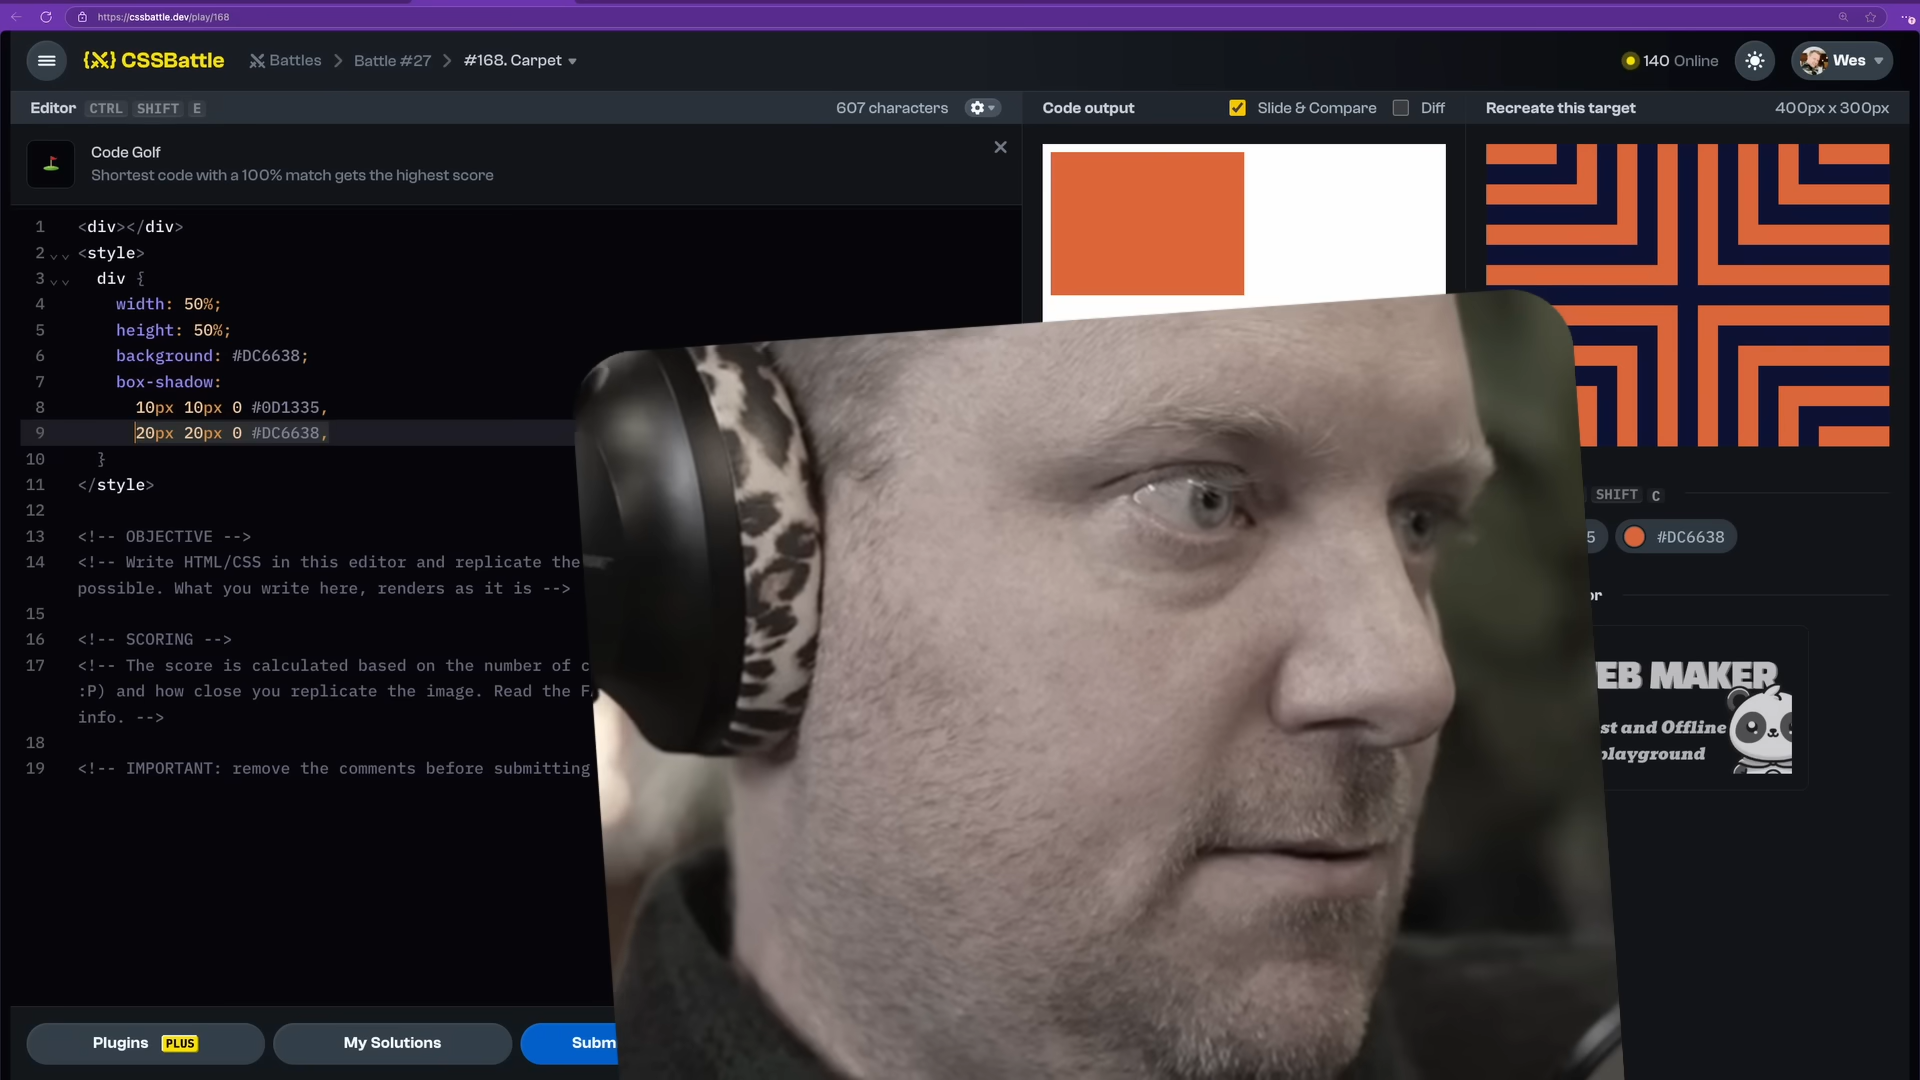 https://cssbattle.dev/play/168
CSSBattle
Battles
Battle #27
#168. Carpet
140 Online
Wes
Editor CTRL SHIFT E
607 characters
Code output
Slide & Compare
Diff
Recreate this target
400px x 300px
Code Golf
Shortest code with a 100% match gets the highest score
1 <div></div>
2 <style>
3 div {
4 width: 50%;
5 height: 50%;
6 background: #DC6638;
7 box-shadow:
8 10px 10px 0 #0D1335,
9 20px 20px 0 #DC6638,
10 }
11 </style>
12
13 <!-- OBJECTIVE -->
14 <!-- Write HTML/CSS in this editor and replicate the
possible. What you write here, renders as it is -->
15
16 <!-- SCORING -->
17 <!-- The score is calculated based on the number of c
:P) and how close you replicate the image. Read the F
info. -->
18
19 <!-- IMPORTANT: remove the comments before submitting
SHIFT C
5
#DC6638
or
EB MAKER
st and Offline
playground
Plugins PLUS
My Solutions
Subm